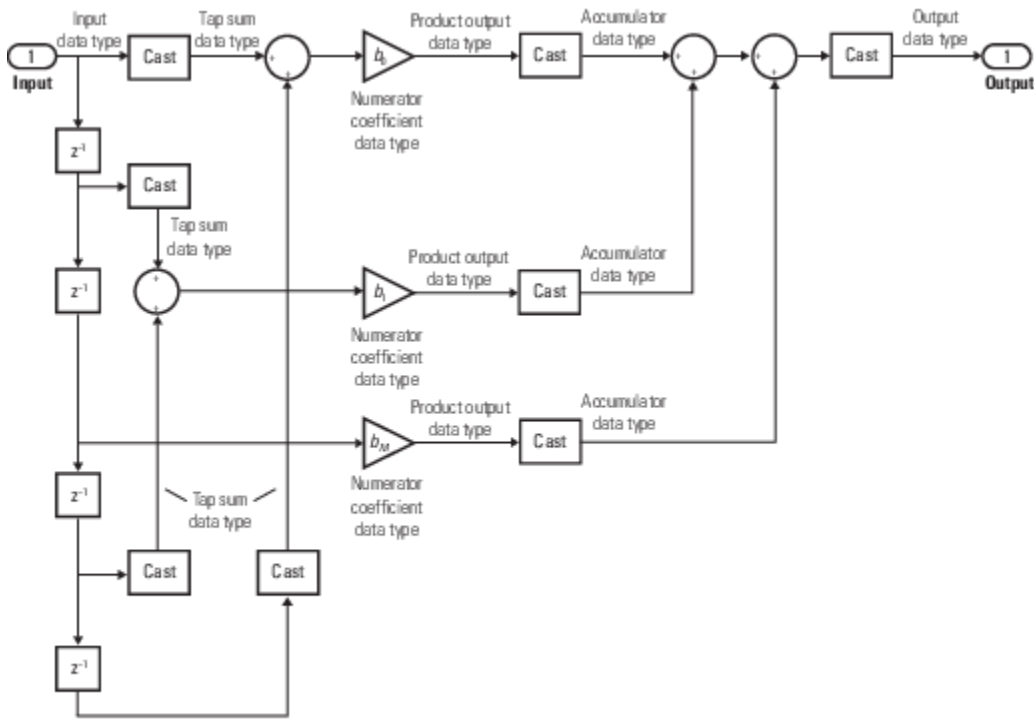 Input
data type
Tap sum
data type
Product output
data type
Accumulator
data type
Output
data type
1
Input
Cast
+
+
b₀
Cast
+
+
+
+
Cast
1
Output
Numerator
coefficient
data type
z⁻¹
Cast
Tap sum
data type
z⁻¹
+
+
b₁
Product output
data type
Cast
Accumulator
data type
Numerator
coefficient
data type
b_M
Product output
data type
Cast
Accumulator
data type
Numerator
coefficient
data type
z⁻¹
Tap sum
data type
Cast
Cast
z⁻¹